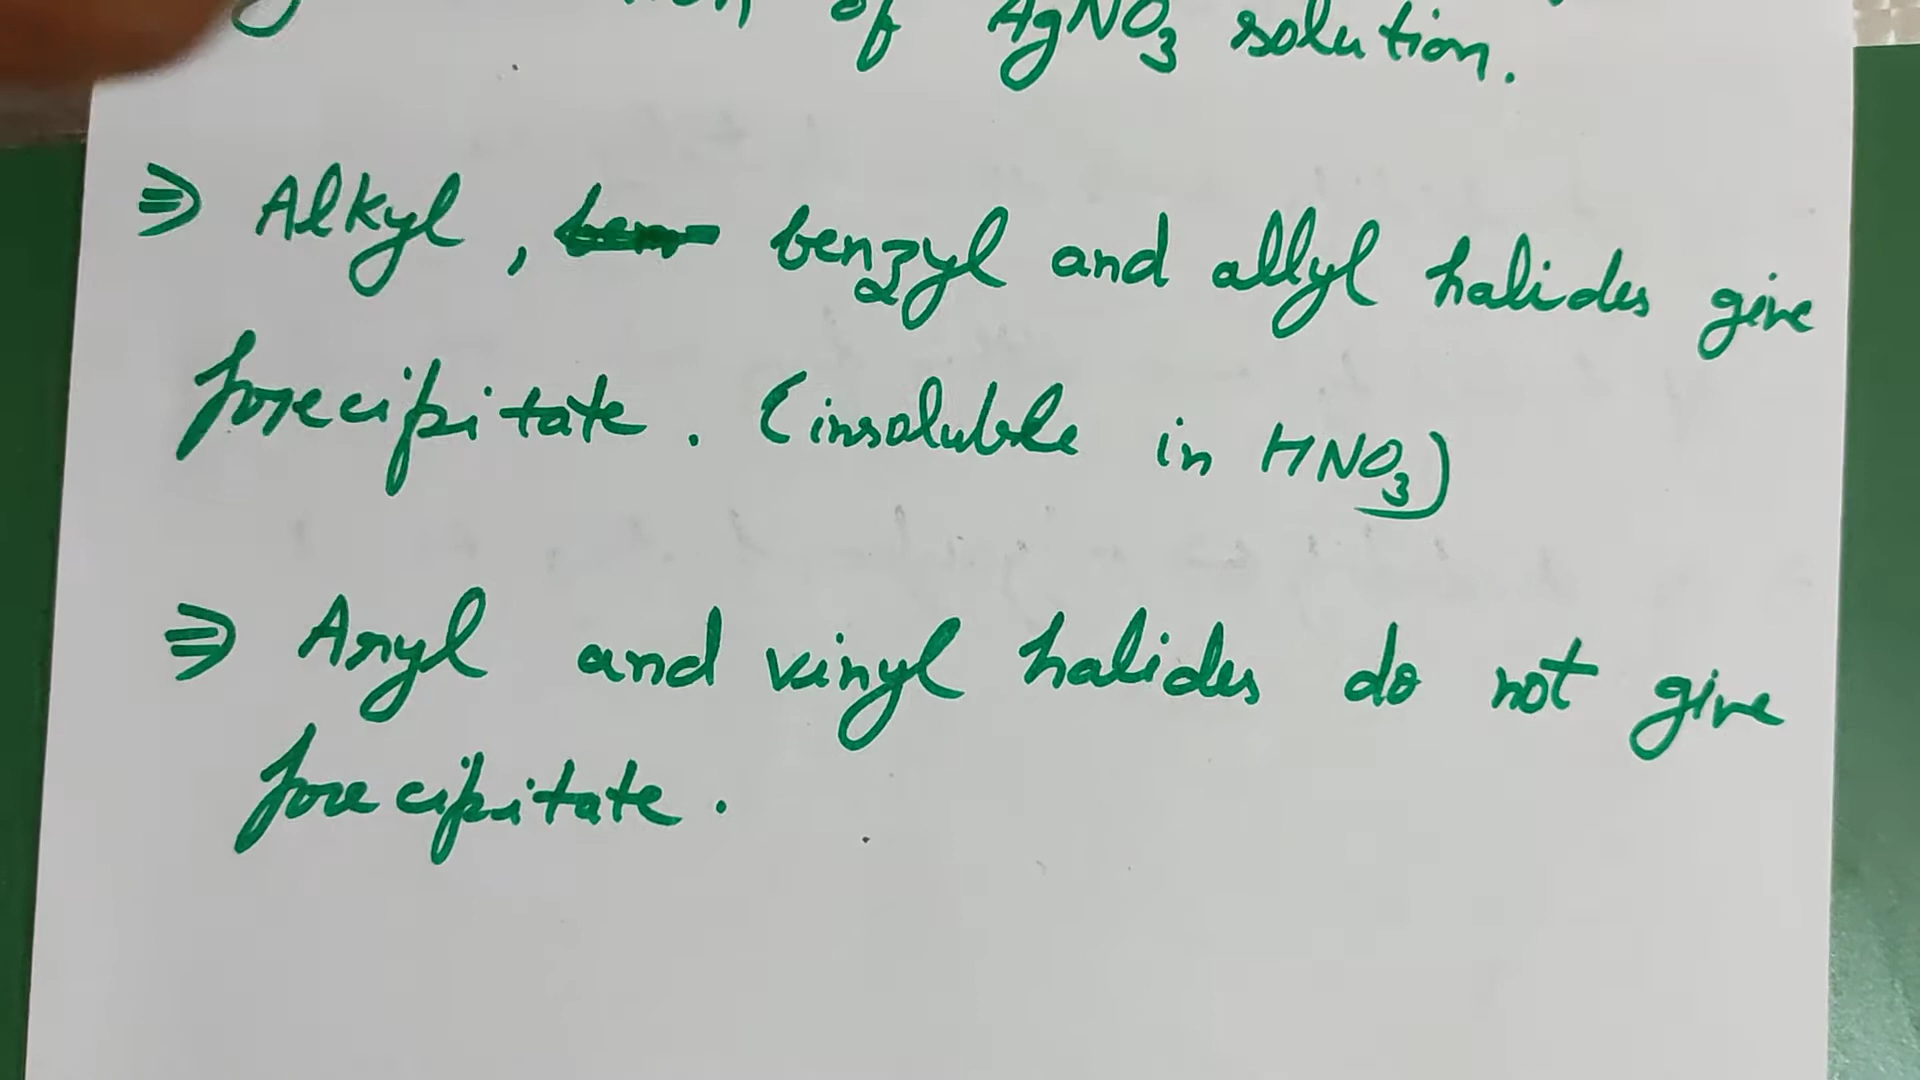 of AgNO3 solution.
⇒ Alkyl, benzyl and allyl halides give
precipitate. (insoluble in HNO3)
⇒ Aryl and vinyl halides do not give
precipitate.